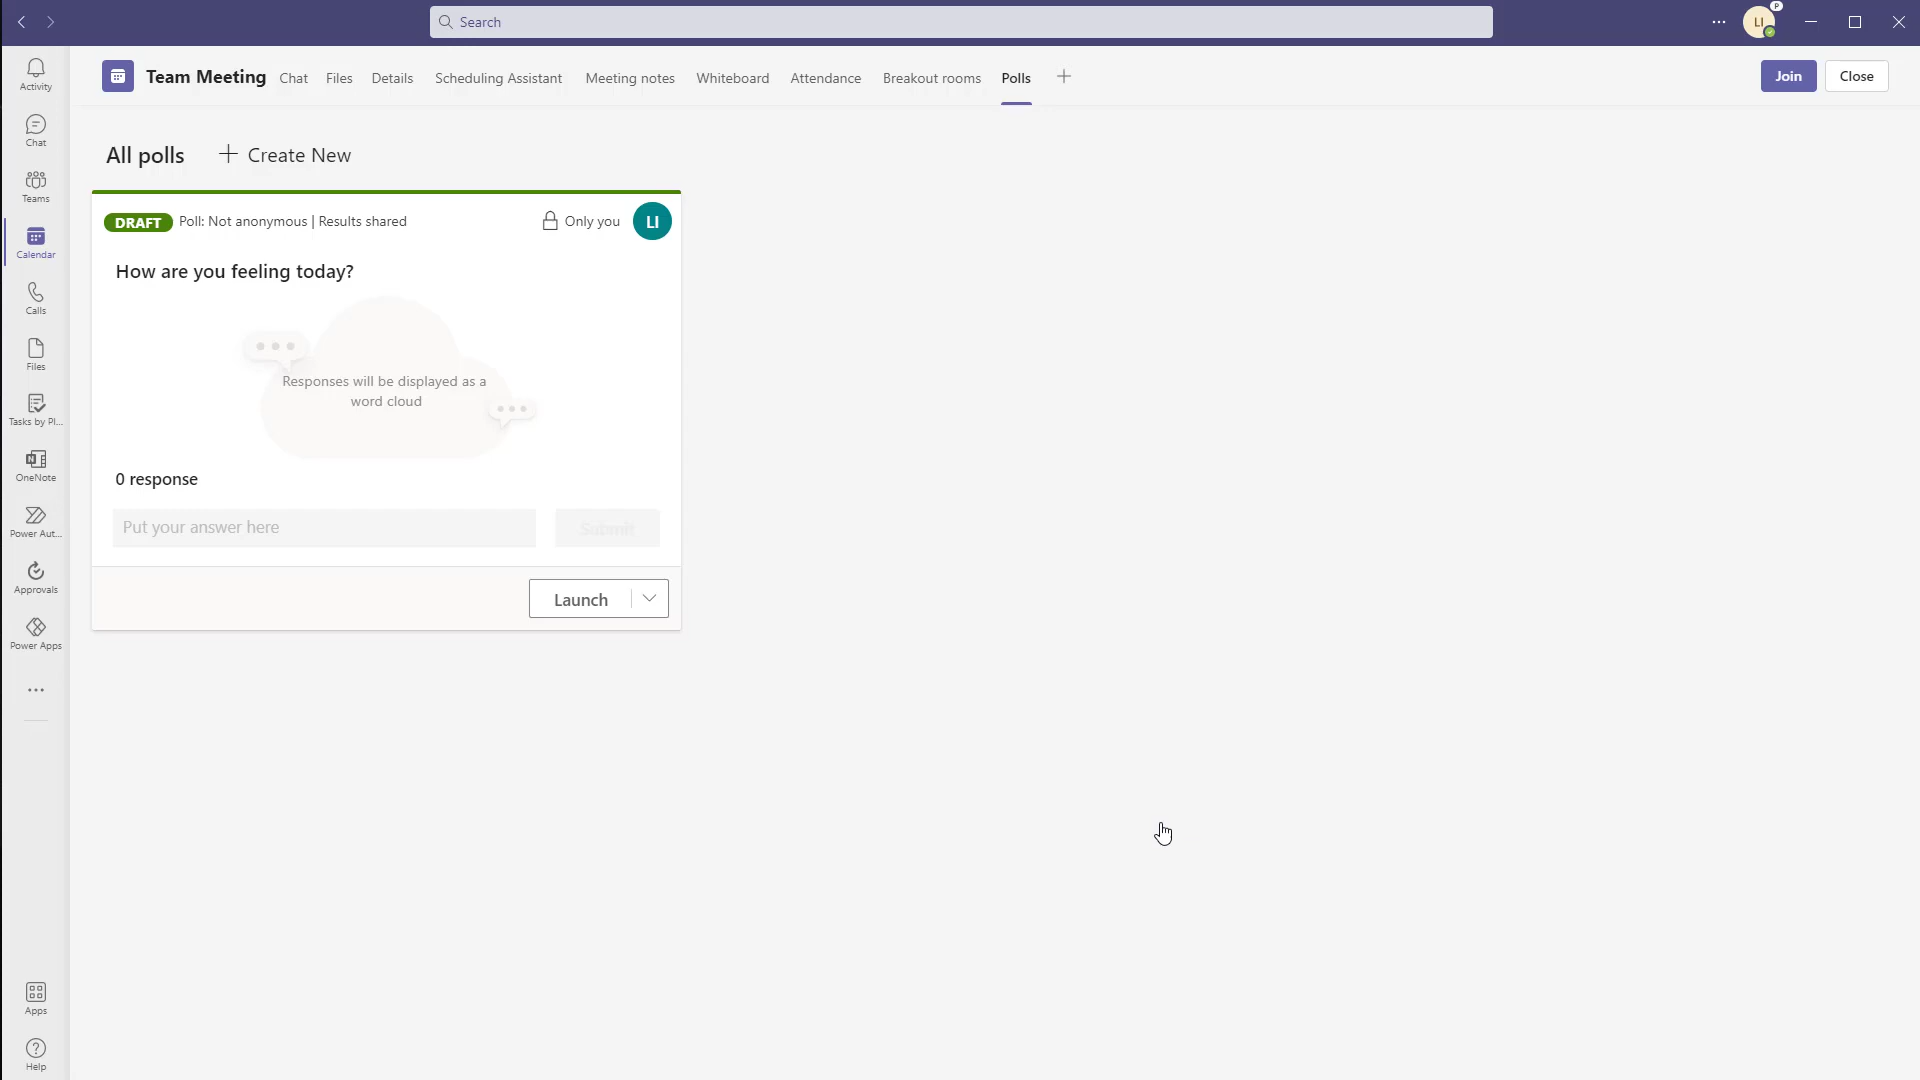 Search
LI
P
Activity
Chat
Teams
Calendar
Calls
Files
Tasks by Pl...
OneNote
Power Aut...
Approvals
Power Apps
Apps
Help
Team Meeting
Chat
Files
Details
Scheduling Assistant
Meeting notes
Whiteboard
Attendance
Breakout rooms
Polls
Join
Close
All polls
Create New
DRAFT
Poll: Not anonymous | Results shared
Only you
LI
How are you feeling today?
Responses will be displayed as a
word cloud
0 response
Put your answer here
Submit
Launch